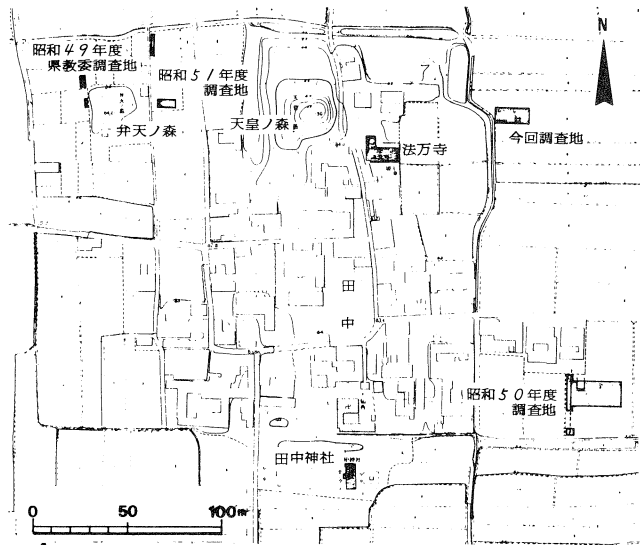 昭和49年度
県教委調査地
昭和51年度
調査地
N
弁天ノ森
天皇ノ森
法万寺
今回調査地
田中
昭和50年度
調査地
田中神社
0 50 100m